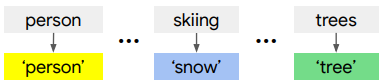 person skiing trees
... ...
'person' 'snow' 'tree'